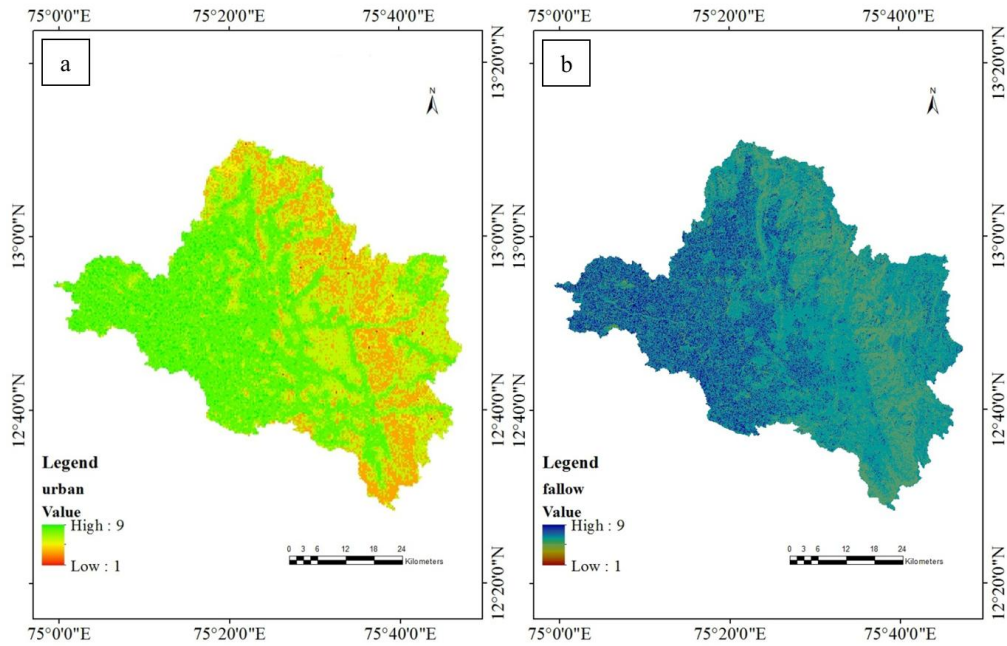 75°0'0"E 75°20'0"E 75°40'0"E
75°0'0"E 75°20'0"E 75°40'0"E
a
b
N
N
13°20'0"N
13°20'0"N
13°0'0"N
13°0'0"N
13°0'0"N
12°40'0"N
12°40'0"N
12°40'0"N
12°20'0"N
12°20'0"N
Legend
urban
Value
High : 9
Low : 1
0 3 6 12 18 24
Kilometers
Legend
fallow
Value
High : 9
Low : 1
0 3 6 12 18 24
Kilometers
75°0'0"E 75°20'0"E 75°40'0"E
75°0'0"E 75°20'0"E 75°40'0"E